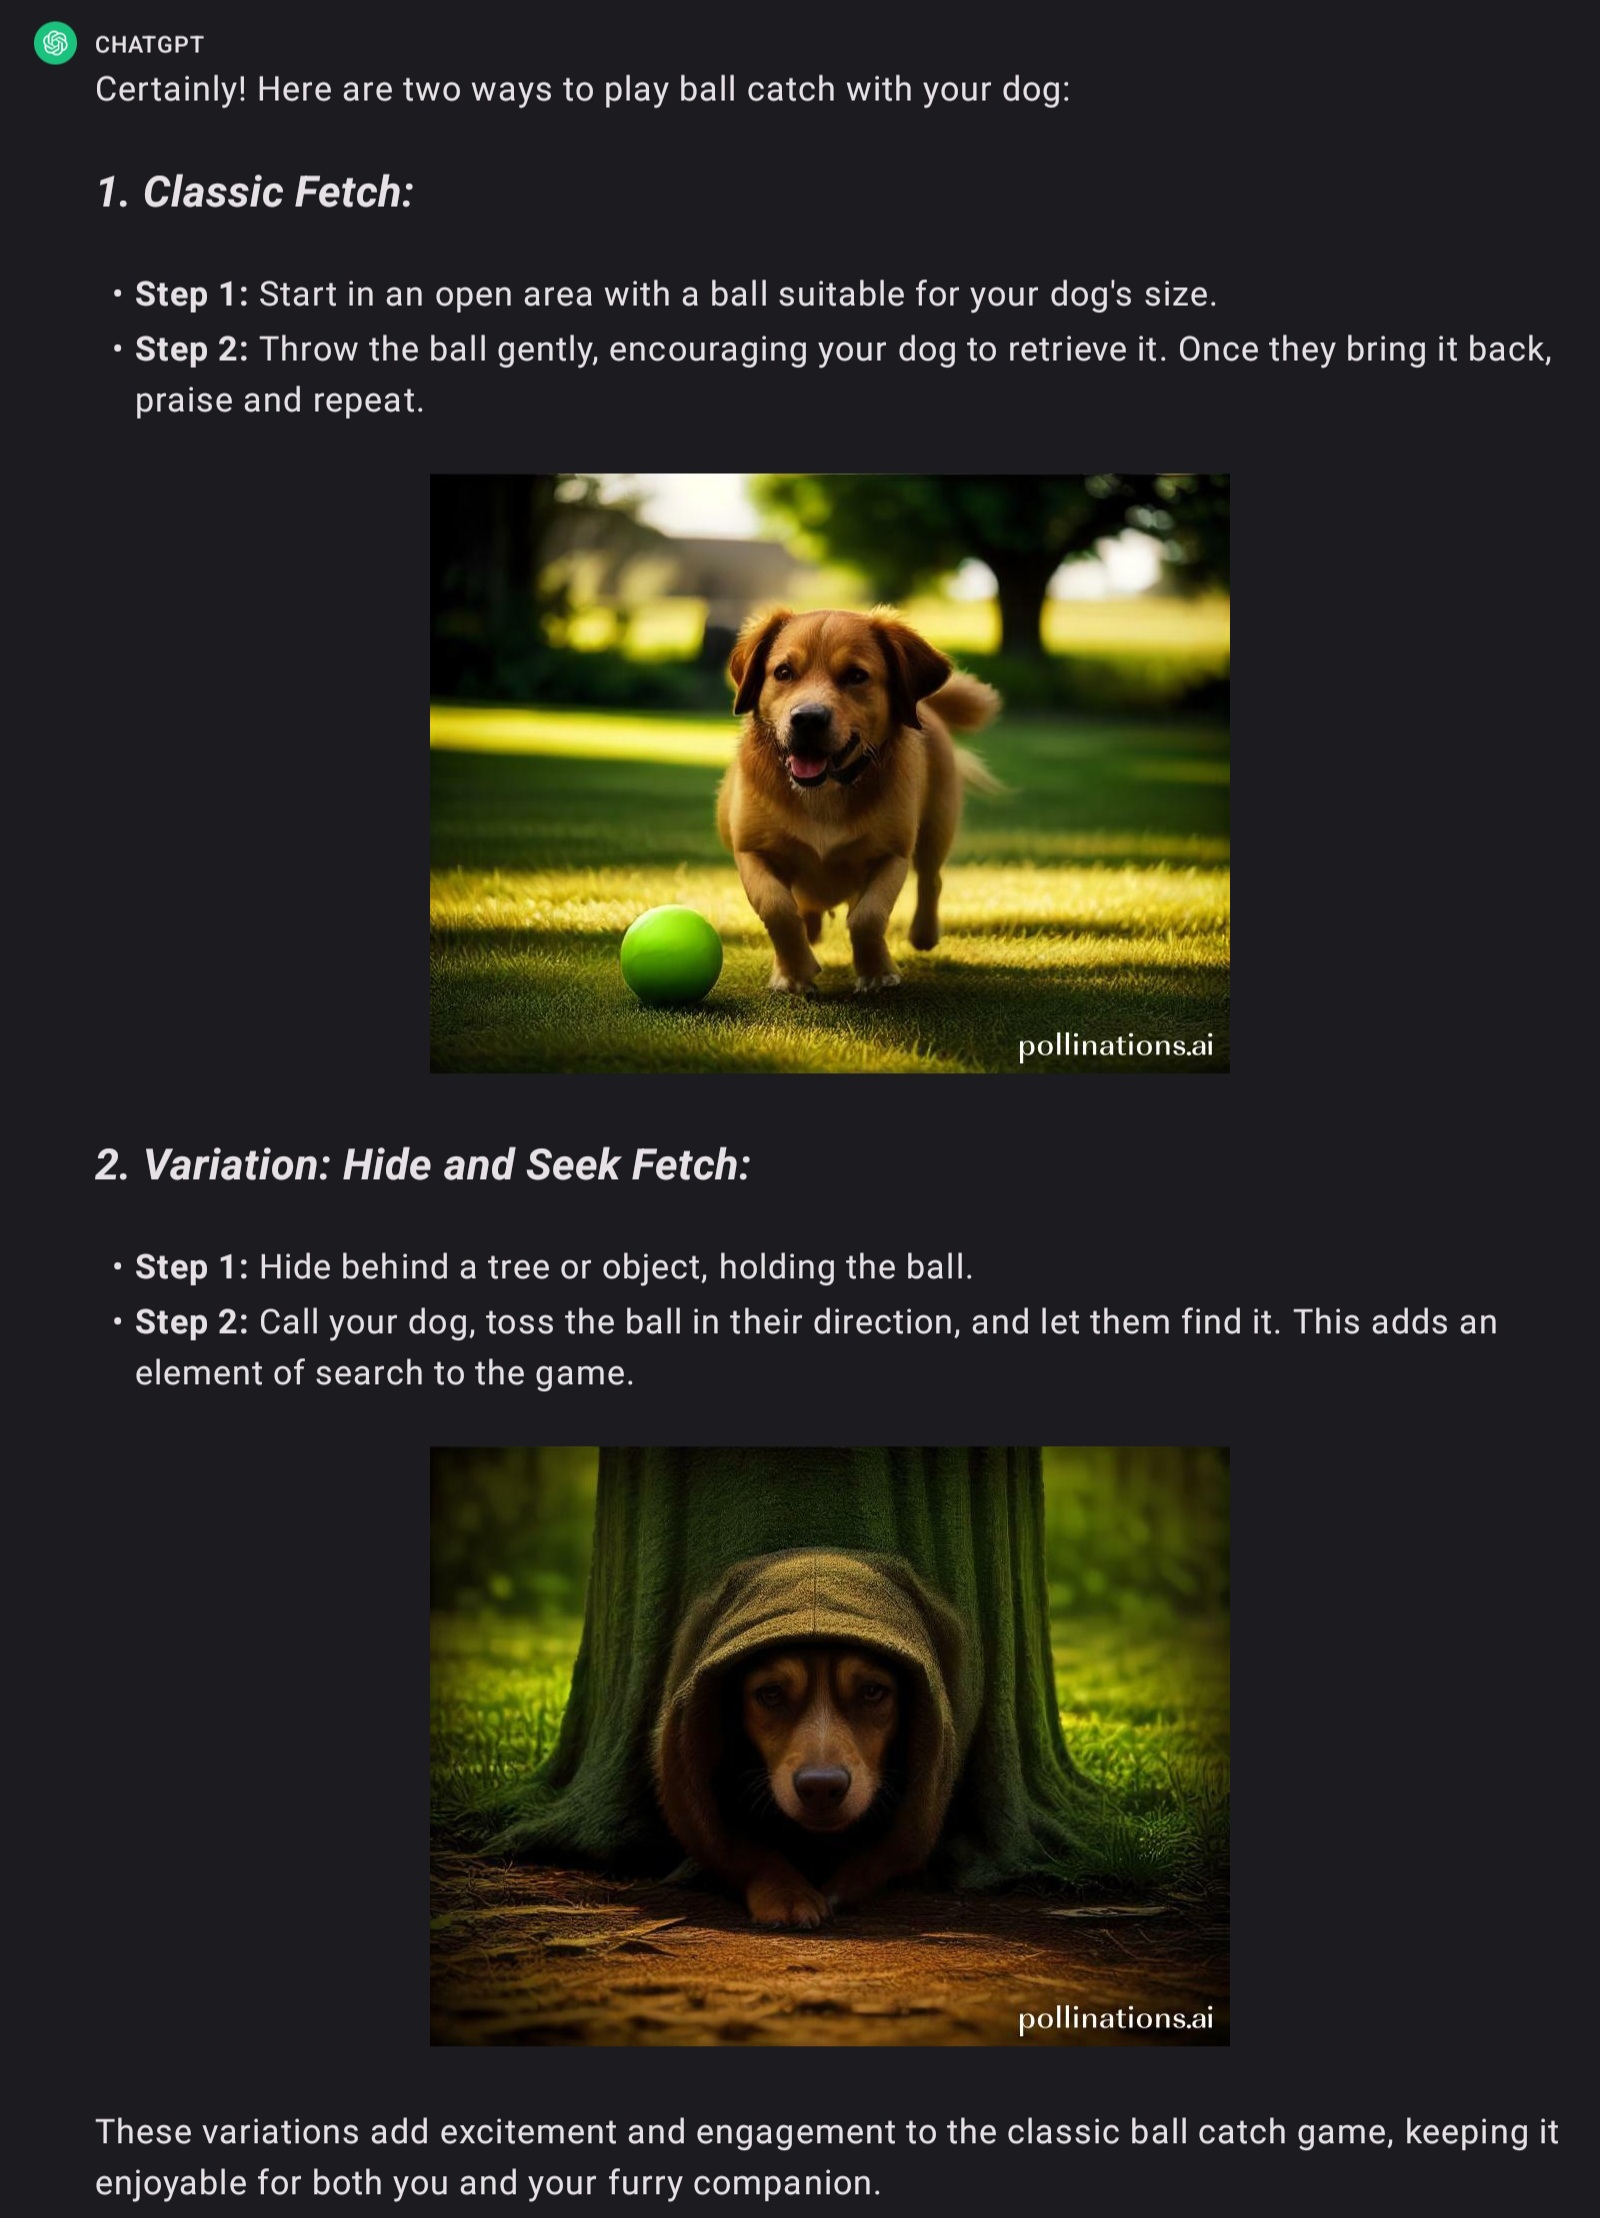 CHATGPT
Certainly! Here are two ways to play ball catch with your dog:
1. Classic Fetch:
• Step 1: Start in an open area with a ball suitable for your dog's size.
• Step 2: Throw the ball gently, encouraging your dog to retrieve it. Once they bring it back,
praise and repeat.
pollinations.ai
2. Variation: Hide and Seek Fetch:
• Step 1: Hide behind a tree or object, holding the ball.
• Step 2: Call your dog, toss the ball in their direction, and let them find it. This adds an
element of search to the game.
pollinations.ai
These variations add excitement and engagement to the classic ball catch game, keeping it
enjoyable for both you and your furry companion.